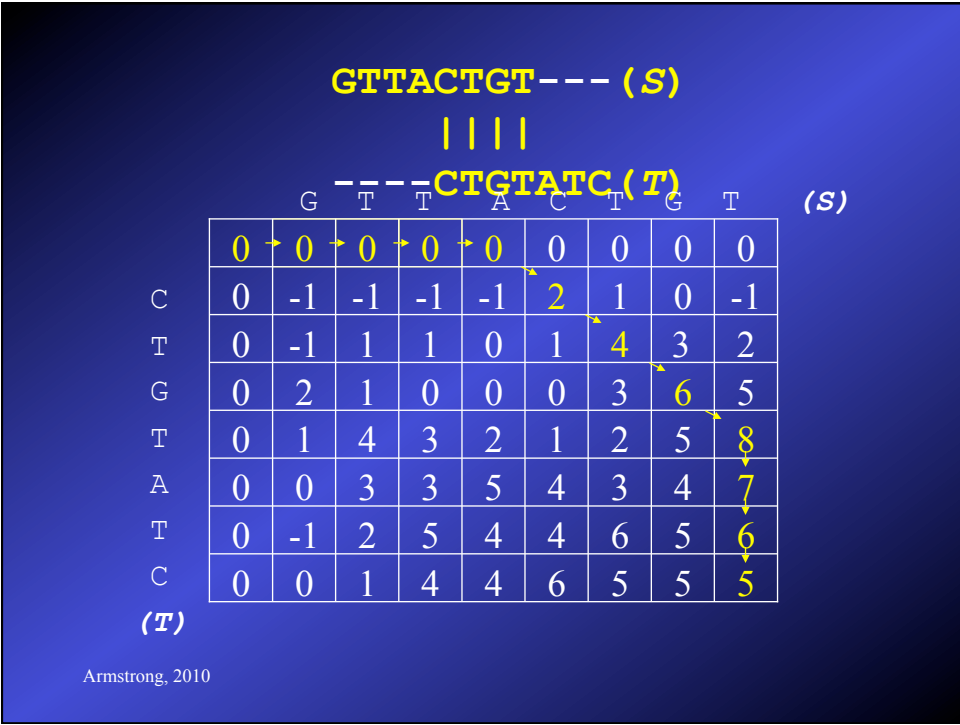 GTTACTGT---(S)
||||
----CTGTATC(T)
G T T A C T G T (S)
0 0 0 0 0 0 0 0 0
C 0 -1 -1 -1 -1 2 1 0 -1
T 0 -1 1 1 0 1 4 3 2
G 0 2 1 0 0 0 3 6 5
T 0 1 4 3 2 1 2 5 8
A 0 0 3 3 5 4 3 4 7
T 0 -1 2 5 4 4 6 5 6
C 0 0 1 4 4 6 5 5 5
(T)
Armstrong, 2010